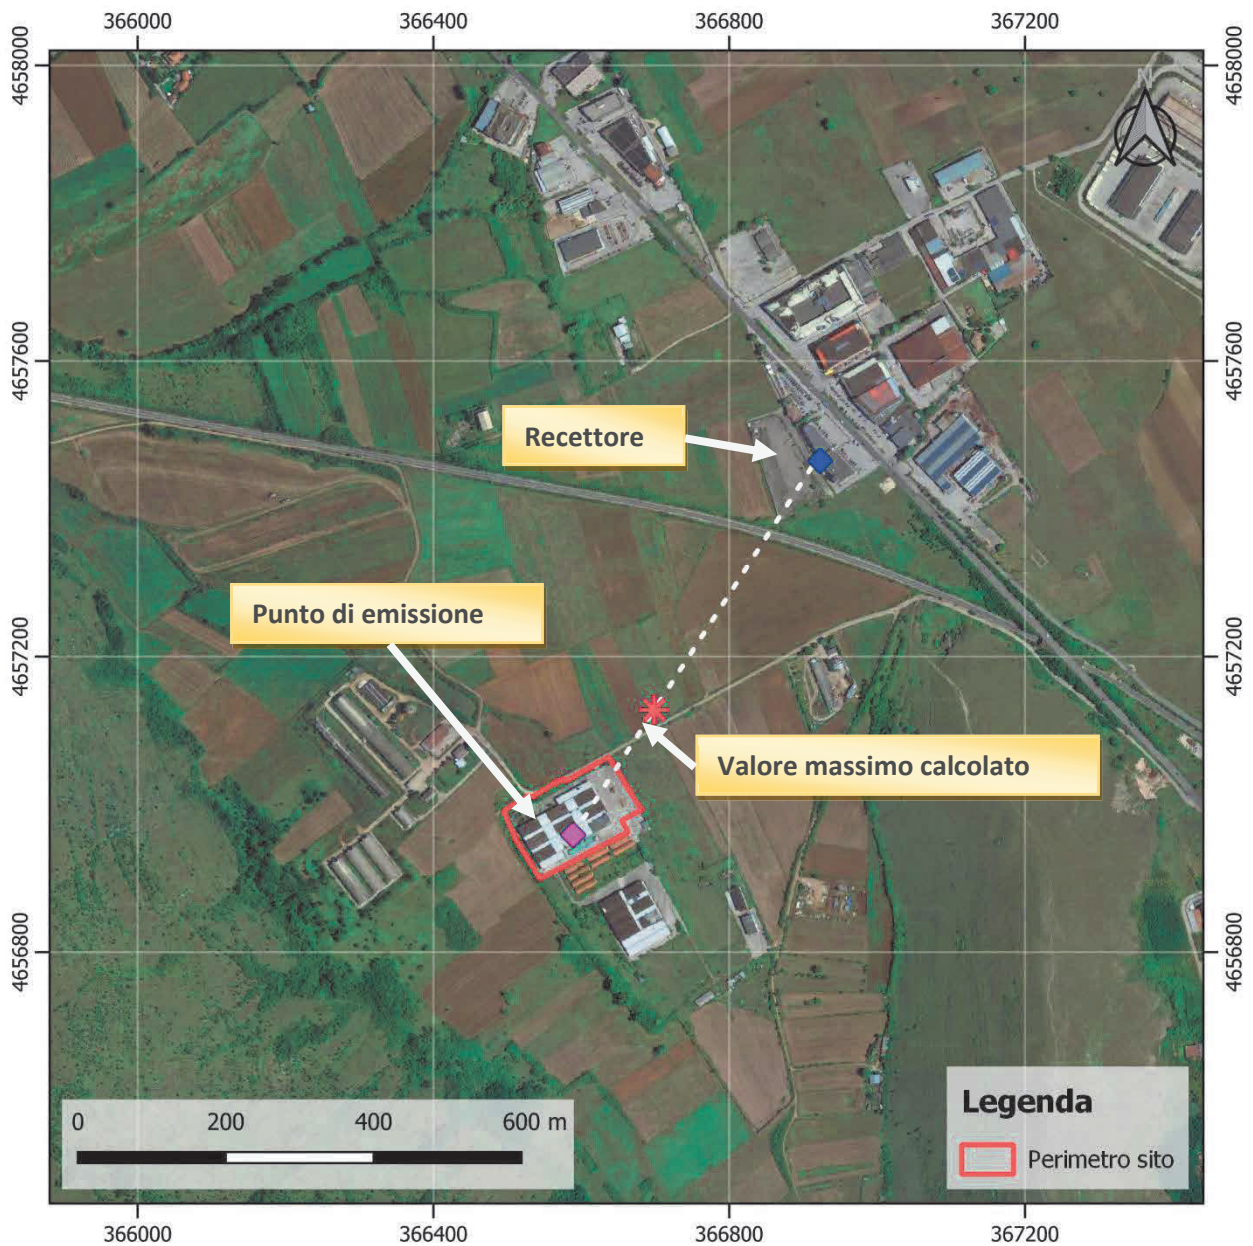 366000 366400 366800 367200
4658000 4658000
N
4657600 4657600
Recettore
Punto di emissione
4657200 4657200
Valore massimo calcolato
4656800 4656800
Legenda
Perimetro sito
0 200 400 600 m
366000 366400 366800 367200